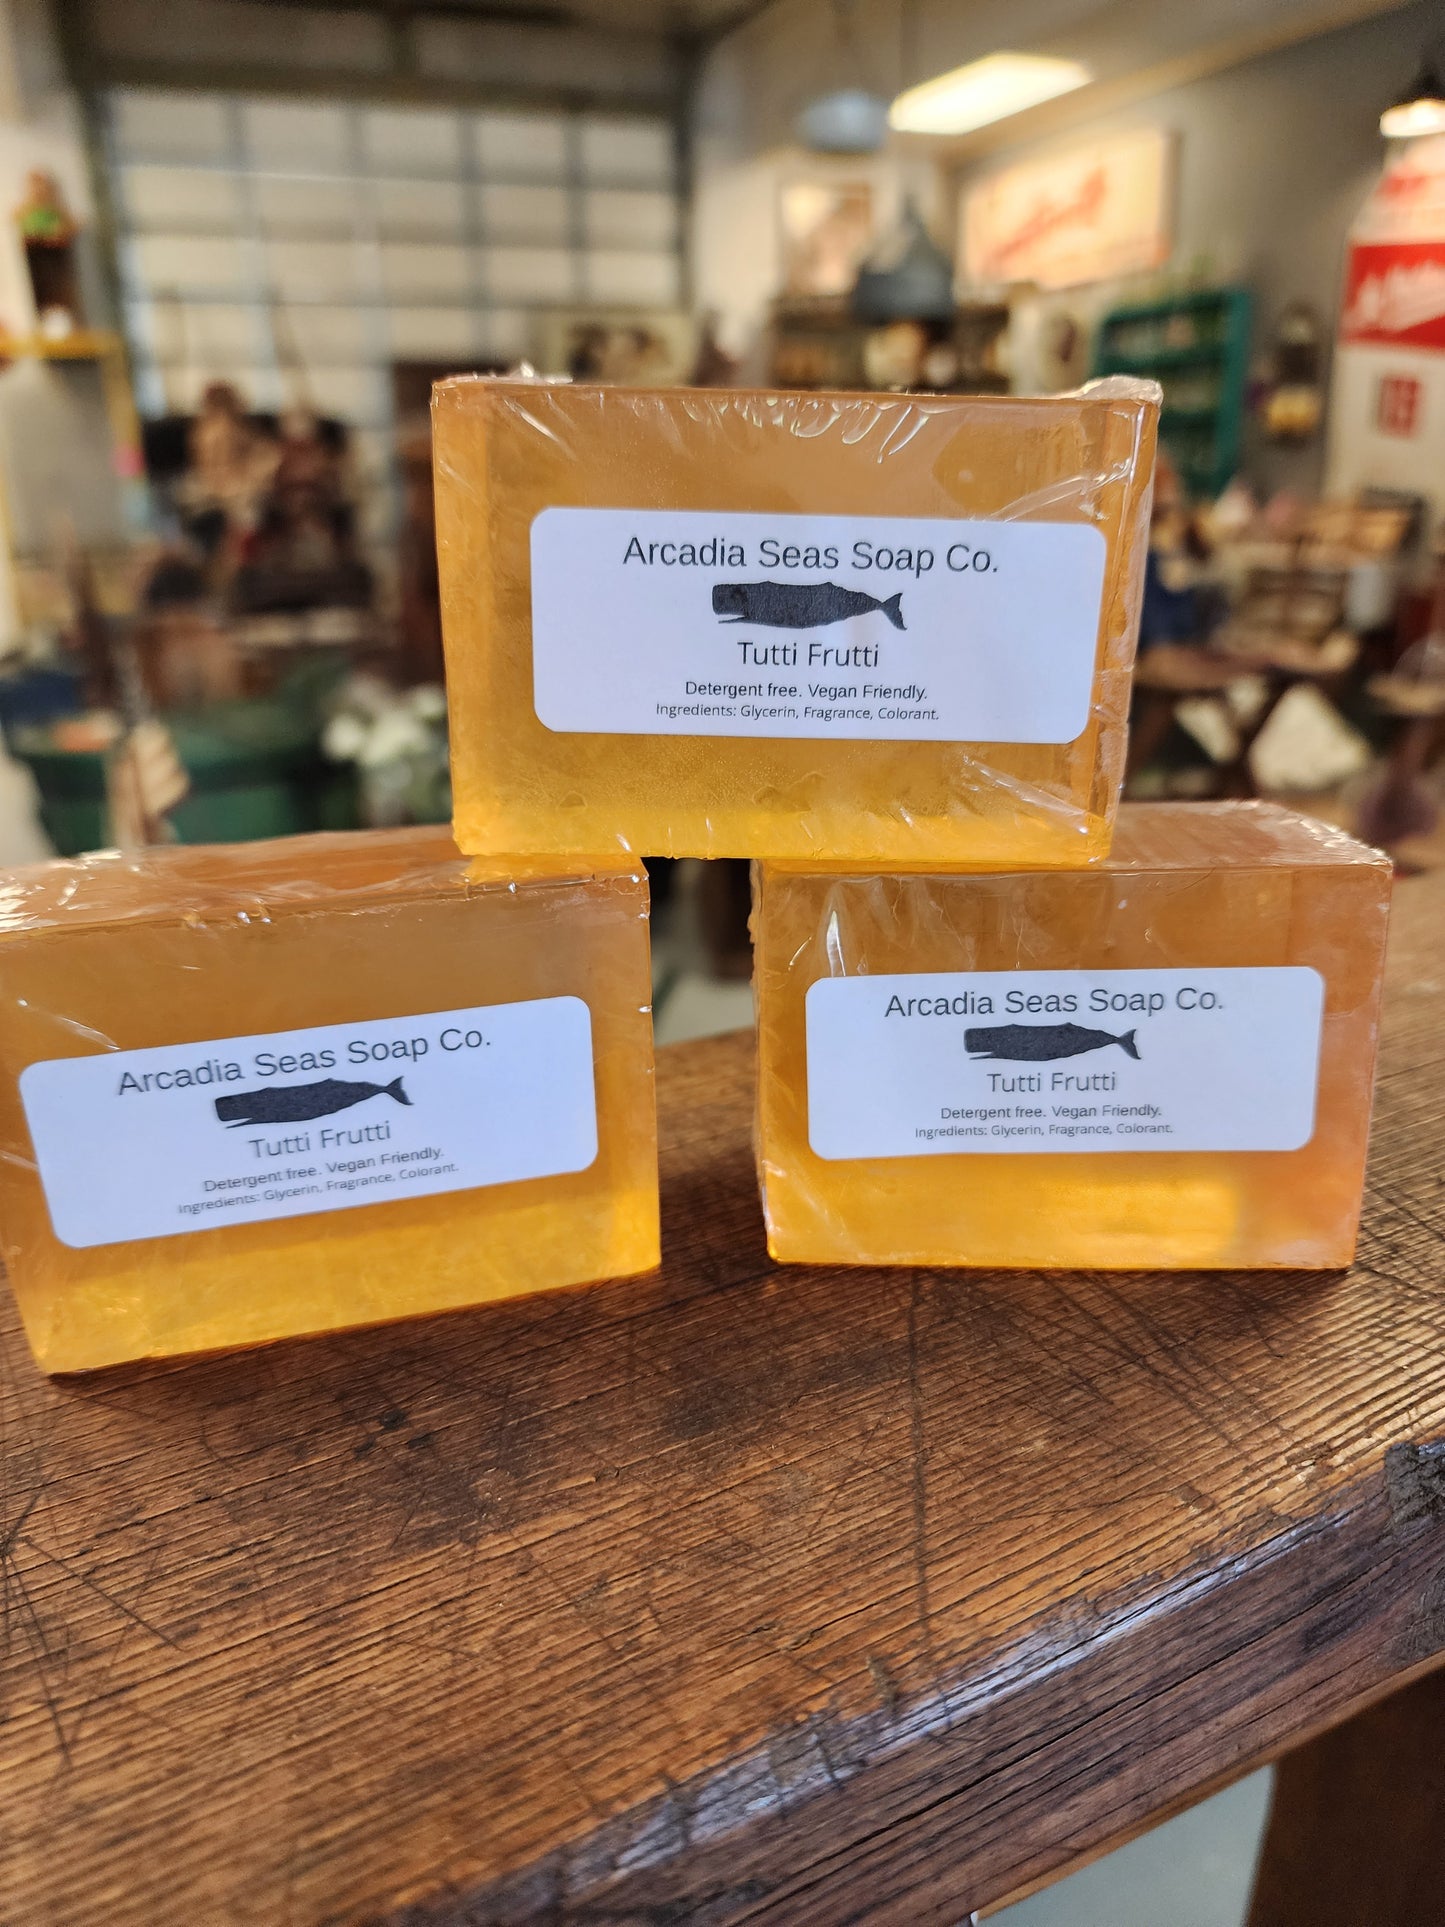 Arcadia Seas Soap Co.
Tutti Frutti
Detergent free. Vegan Friendly.
Ingredients: Glycerin, Fragrance, Colorant.
Arcadia Seas Soap Co.
Tutti Frutti
Detergent free. Vegan Friendly.
Ingredients: Glycerin, Fragrance, Colorant.
Arcadia Seas Soap Co.
Tutti Frutti
Detergent free. Vegan Friendly.
Ingredients: Glycerin, Fragrance, Colorant.